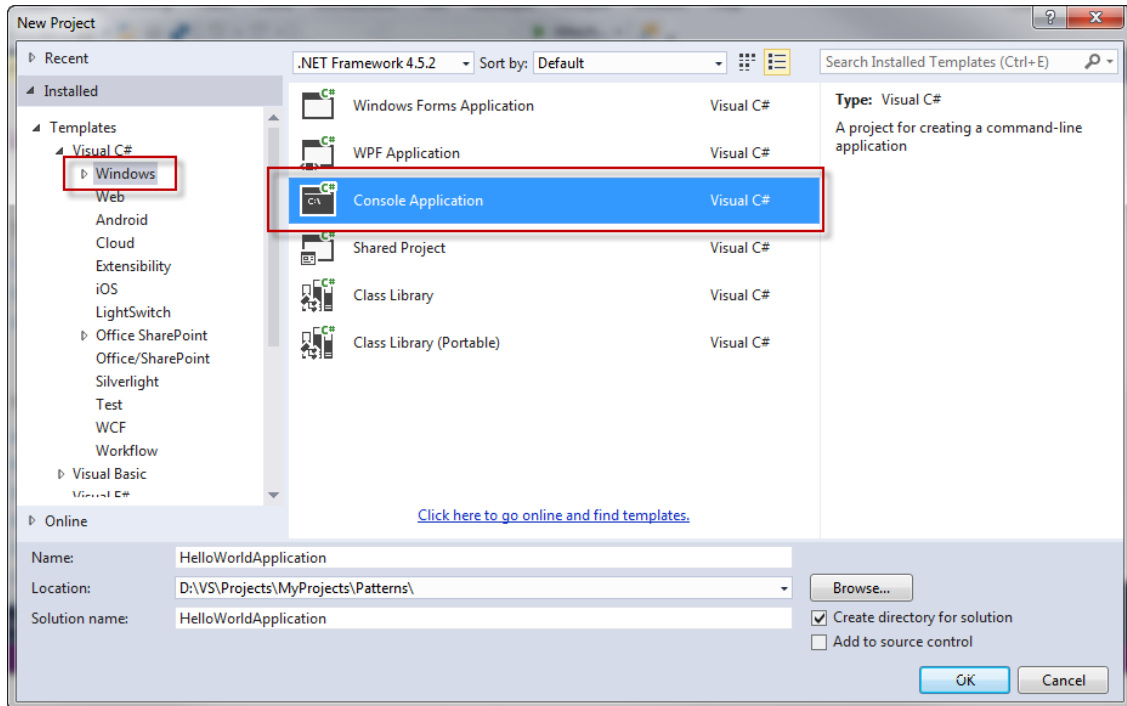 New Project
Recent
.NET Framework 4.5.2
Sort by: Default
Search Installed Templates (Ctrl+E)
Installed
Templates
Visual C#
Windows
Web
Android
Cloud
Extensibility
iOS
LightSwitch
Office SharePoint
Office/SharePoint
Silverlight
Test
WCF
Workflow
Visual Basic
Visual F#
Online
C# Windows Forms Application Visual C#
C# WPF Application Visual C#
C# C:\ Console Application Visual C#
C# Shared Project Visual C#
C# Class Library Visual C#
C# Class Library (Portable) Visual C#
Click here to go online and find templates.
Type: Visual C#
A project for creating a command-line
application
Name: HelloWorldApplication
Location: D:\VS\Projects\MyProjects\Patterns\
Browse...
Solution name: HelloWorldApplication
Create directory for solution
Add to source control
OK
Cancel